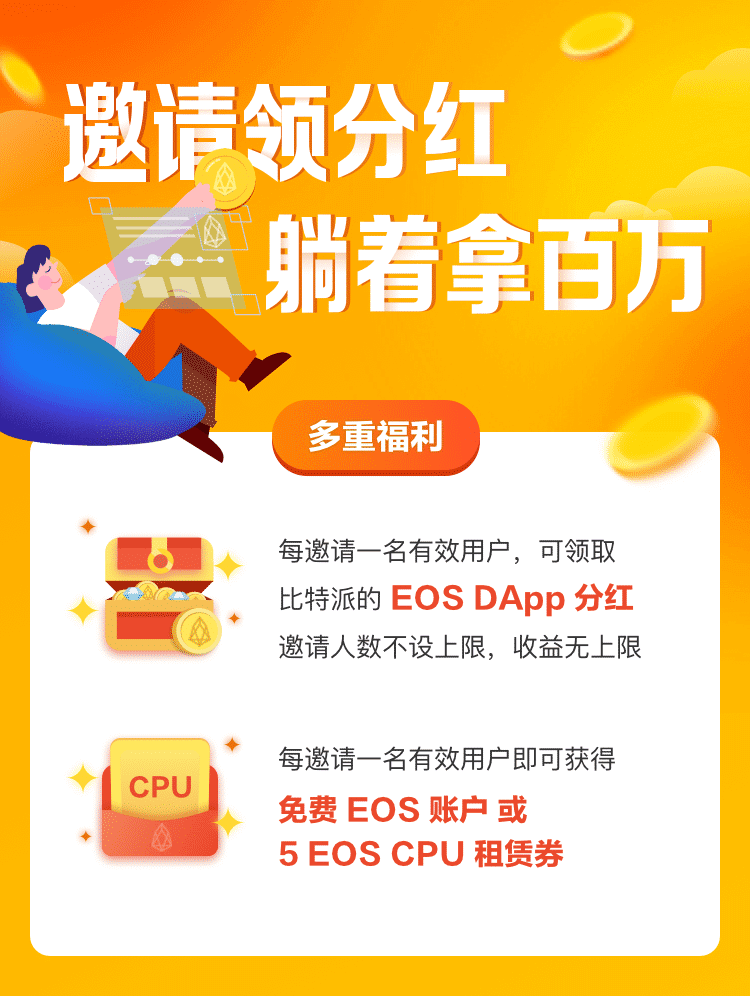 邀请领分红
躺着拿百万
多重福利
每邀请一名有效用户，可领取
比特派的 EOS DApp 分红
邀请人数不设上限，收益无上限
CPU
每邀请一名有效用户即可获得
免费 EOS 账户 或
5 EOS CPU 租赁券